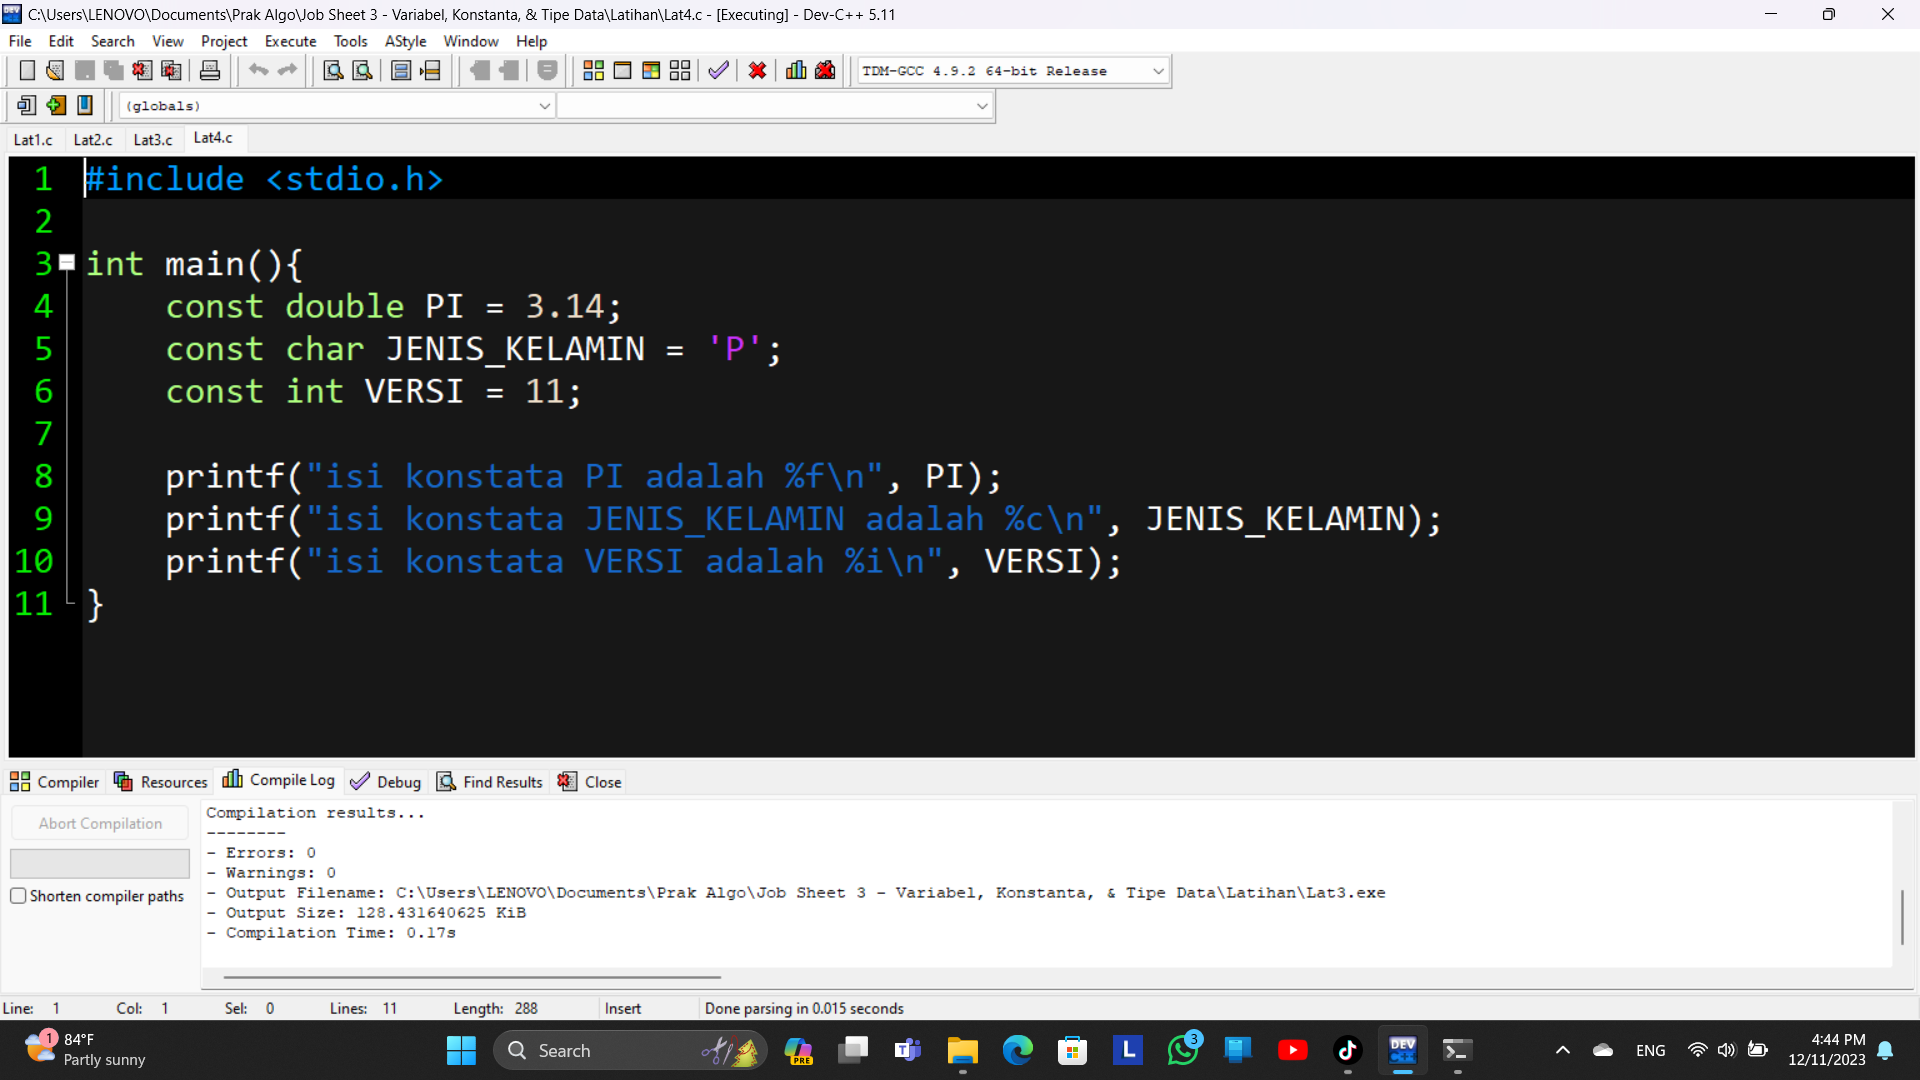 C:\Users\LENOVO\Documents\Prak Algo\Job Sheet 3 - Variabel, Konstanta, & Tipe Data\Latihan\Lat4.c - [Executing] - Dev-C++ 5.11
File Edit Search View Project Execute Tools AStyle Window Help
TDM-GCC 4.9.2 64-bit Release
(globals)
Lat1.c Lat2.c Lat3.c Lat4.c
1 #include <stdio.h>
2
3 int main(){
4 const double PI = 3.14;
5 const char JENIS_KELAMIN = 'P';
6 const int VERSI = 11;
7
8 printf("isi konstata PI adalah %f\n", PI);
9 printf("isi konstata JENIS_KELAMIN adalah %c\n", JENIS_KELAMIN);
10 printf("isi konstata VERSI adalah %i\n", VERSI);
11 }
Compiler Resources Compile Log Debug Find Results Close
Abort Compilation
Shorten compiler paths
Compilation results...
--------
- Errors: 0
- Warnings: 0
- Output Filename: C:\Users\LENOVO\Documents\Prak Algo\Job Sheet 3 - Variabel, Konstanta, & Tipe Data\Latihan\Lat3.exe
- Output Size: 128.431640625 KiB
- Compilation Time: 0.17s
Line: 1 Col: 1 Sel: 0 Lines: 11 Length: 288 Insert Done parsing in 0.015 seconds
1 84°F
Partly sunny
Search
PRE
L
3
DEV C++
ENG
4:44 PM
12/11/2023